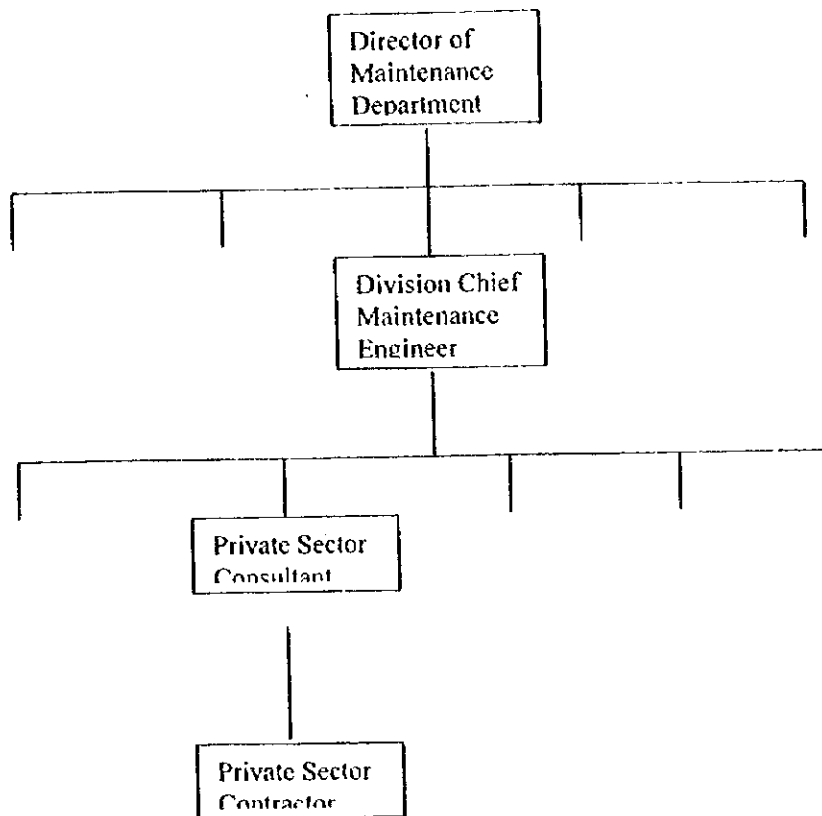 Director of
Maintenance
Department
Division Chief
Maintenance
Engineer
Private Sector
Consultant
Private Sector
Contractor